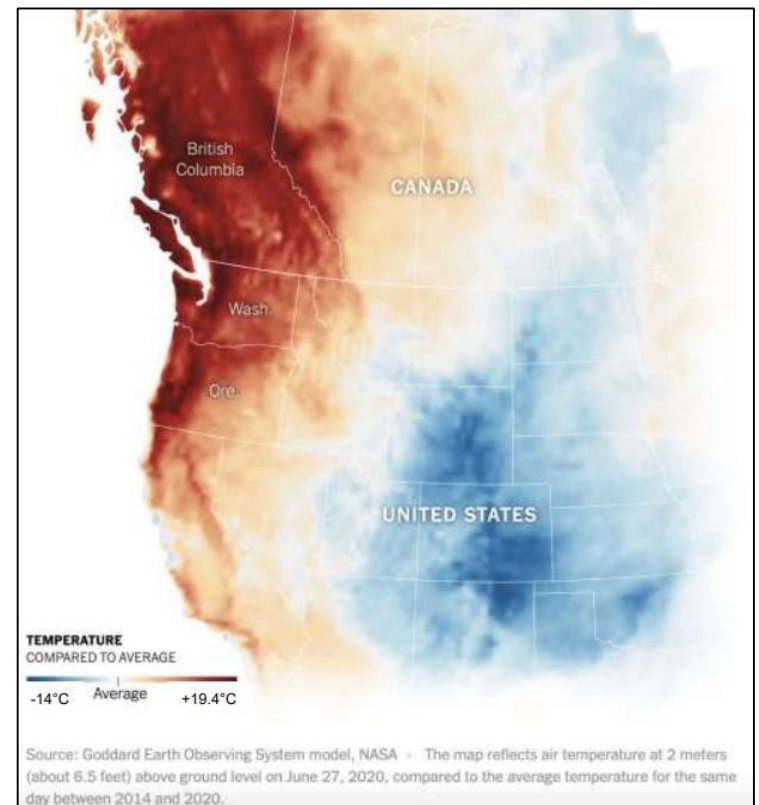 British
Columbia
CANADA
Wash.
Ore.
UNITED STATES
TEMPERATURE
COMPARED TO AVERAGE
-14°C Average +19.4°C
Source: Goddard Earth Observing System model, NASA - The map reflects air temperature at 2 meters
(about 6.5 feet) above ground level on June 27, 2020, compared to the average temperature for the same
day between 2014 and 2020.